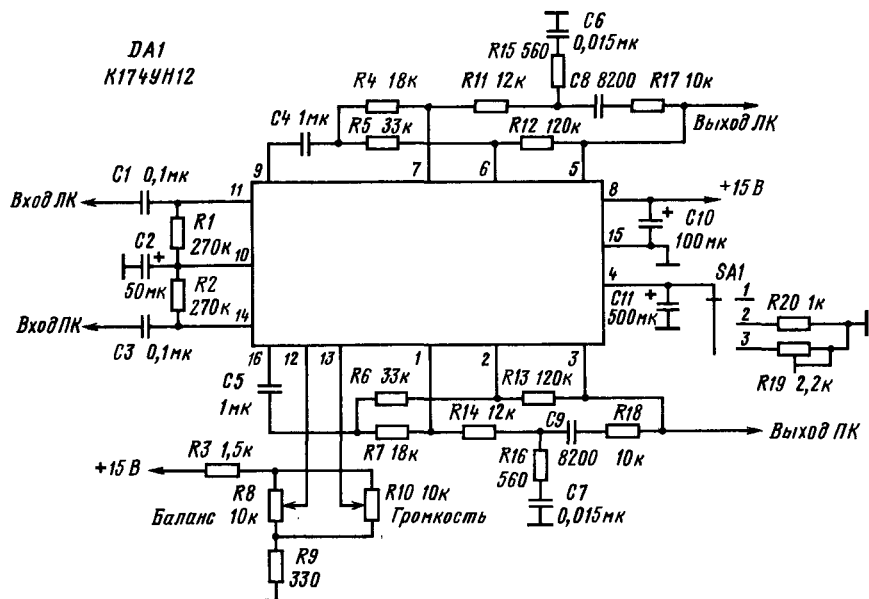 DA1
К174УН12
C6
0,015мк
R15 560
R4 18к
R11 12к
C8 8200
R17 10к
C4 1мк
R5 33к
R12 120к
Выход ЛК
9
7
6
5
C1 0,1мк
11
8
+15 В
Вход ЛК
R1
270к
C10
100мк
C2
+
10
15
50мк
R2
270к
4
SA1
C11
500мк
+
+
1
2
3
R20 1к
R19 2,2к
Вход ПК
14
C3 0,1мк
16
12
13
1
2
3
C5
1мк
R6 33к
R13 120к
R14 12к
C9
R18
R7 18к
8200
10к
Выход ПК
R16
560
C7
0,015мк
+15 В
R3 1,5к
R8
10к
Баланс
R10 10к
Громкость
R9
330